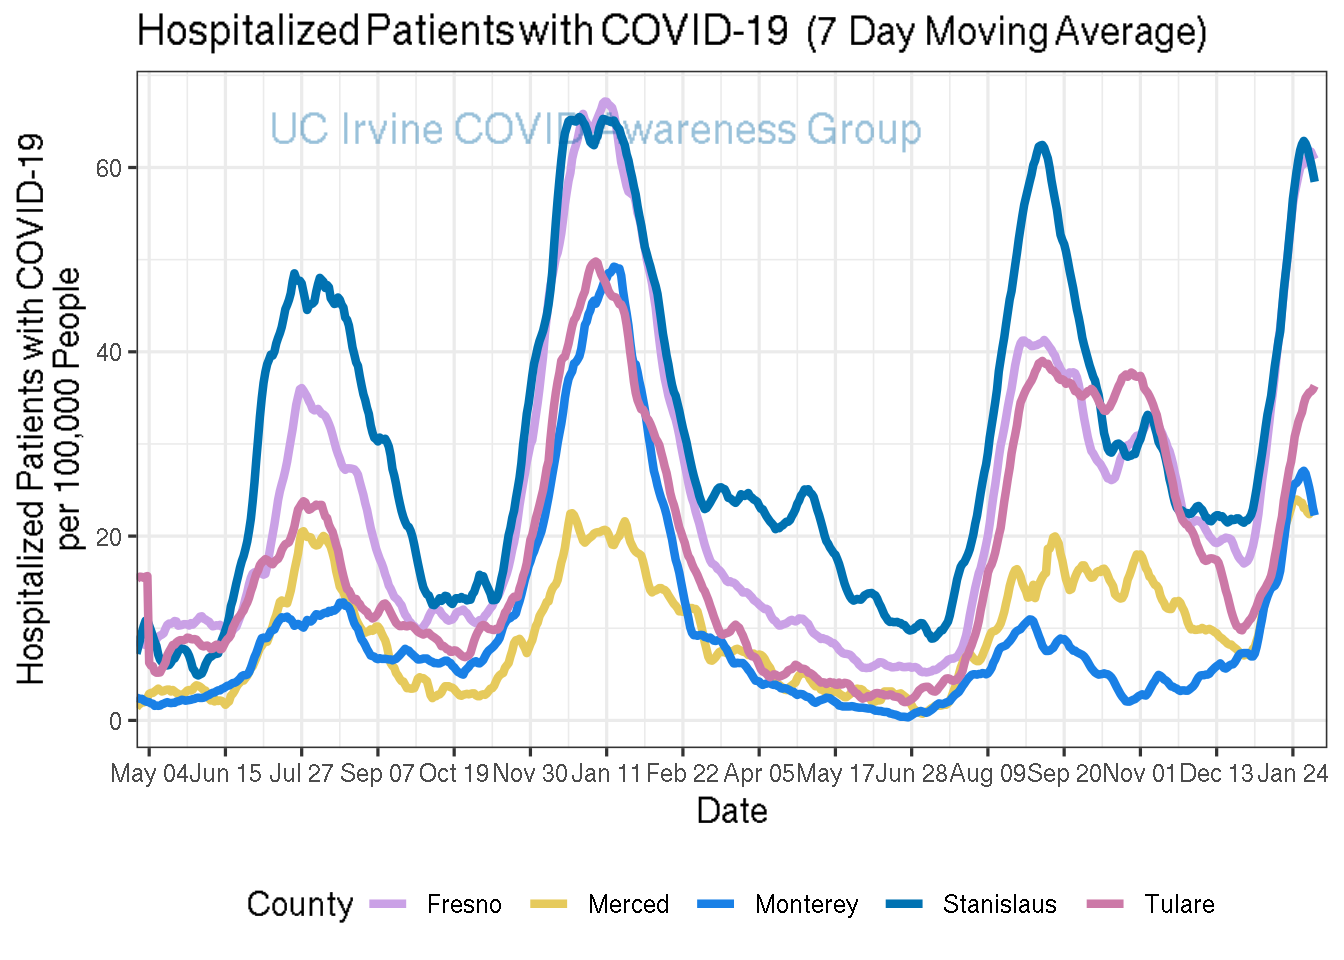 Hospitalized Patients with COVID-19 (7 Day Moving Average)
UC Irvine COVID Awareness Group
Hospitalized Patients with COVID-19
per 100,000 People
60
40
20
0
May 04 Jun 15 Jul 27 Sep 07 Oct 19 Nov 30 Jan 11 Feb 22 Apr 05 May 17 Jun 28 Aug 09 Sep 20 Nov 01 Dec 13 Jan 24
Date
County Fresno Merced Monterey Stanislaus Tulare